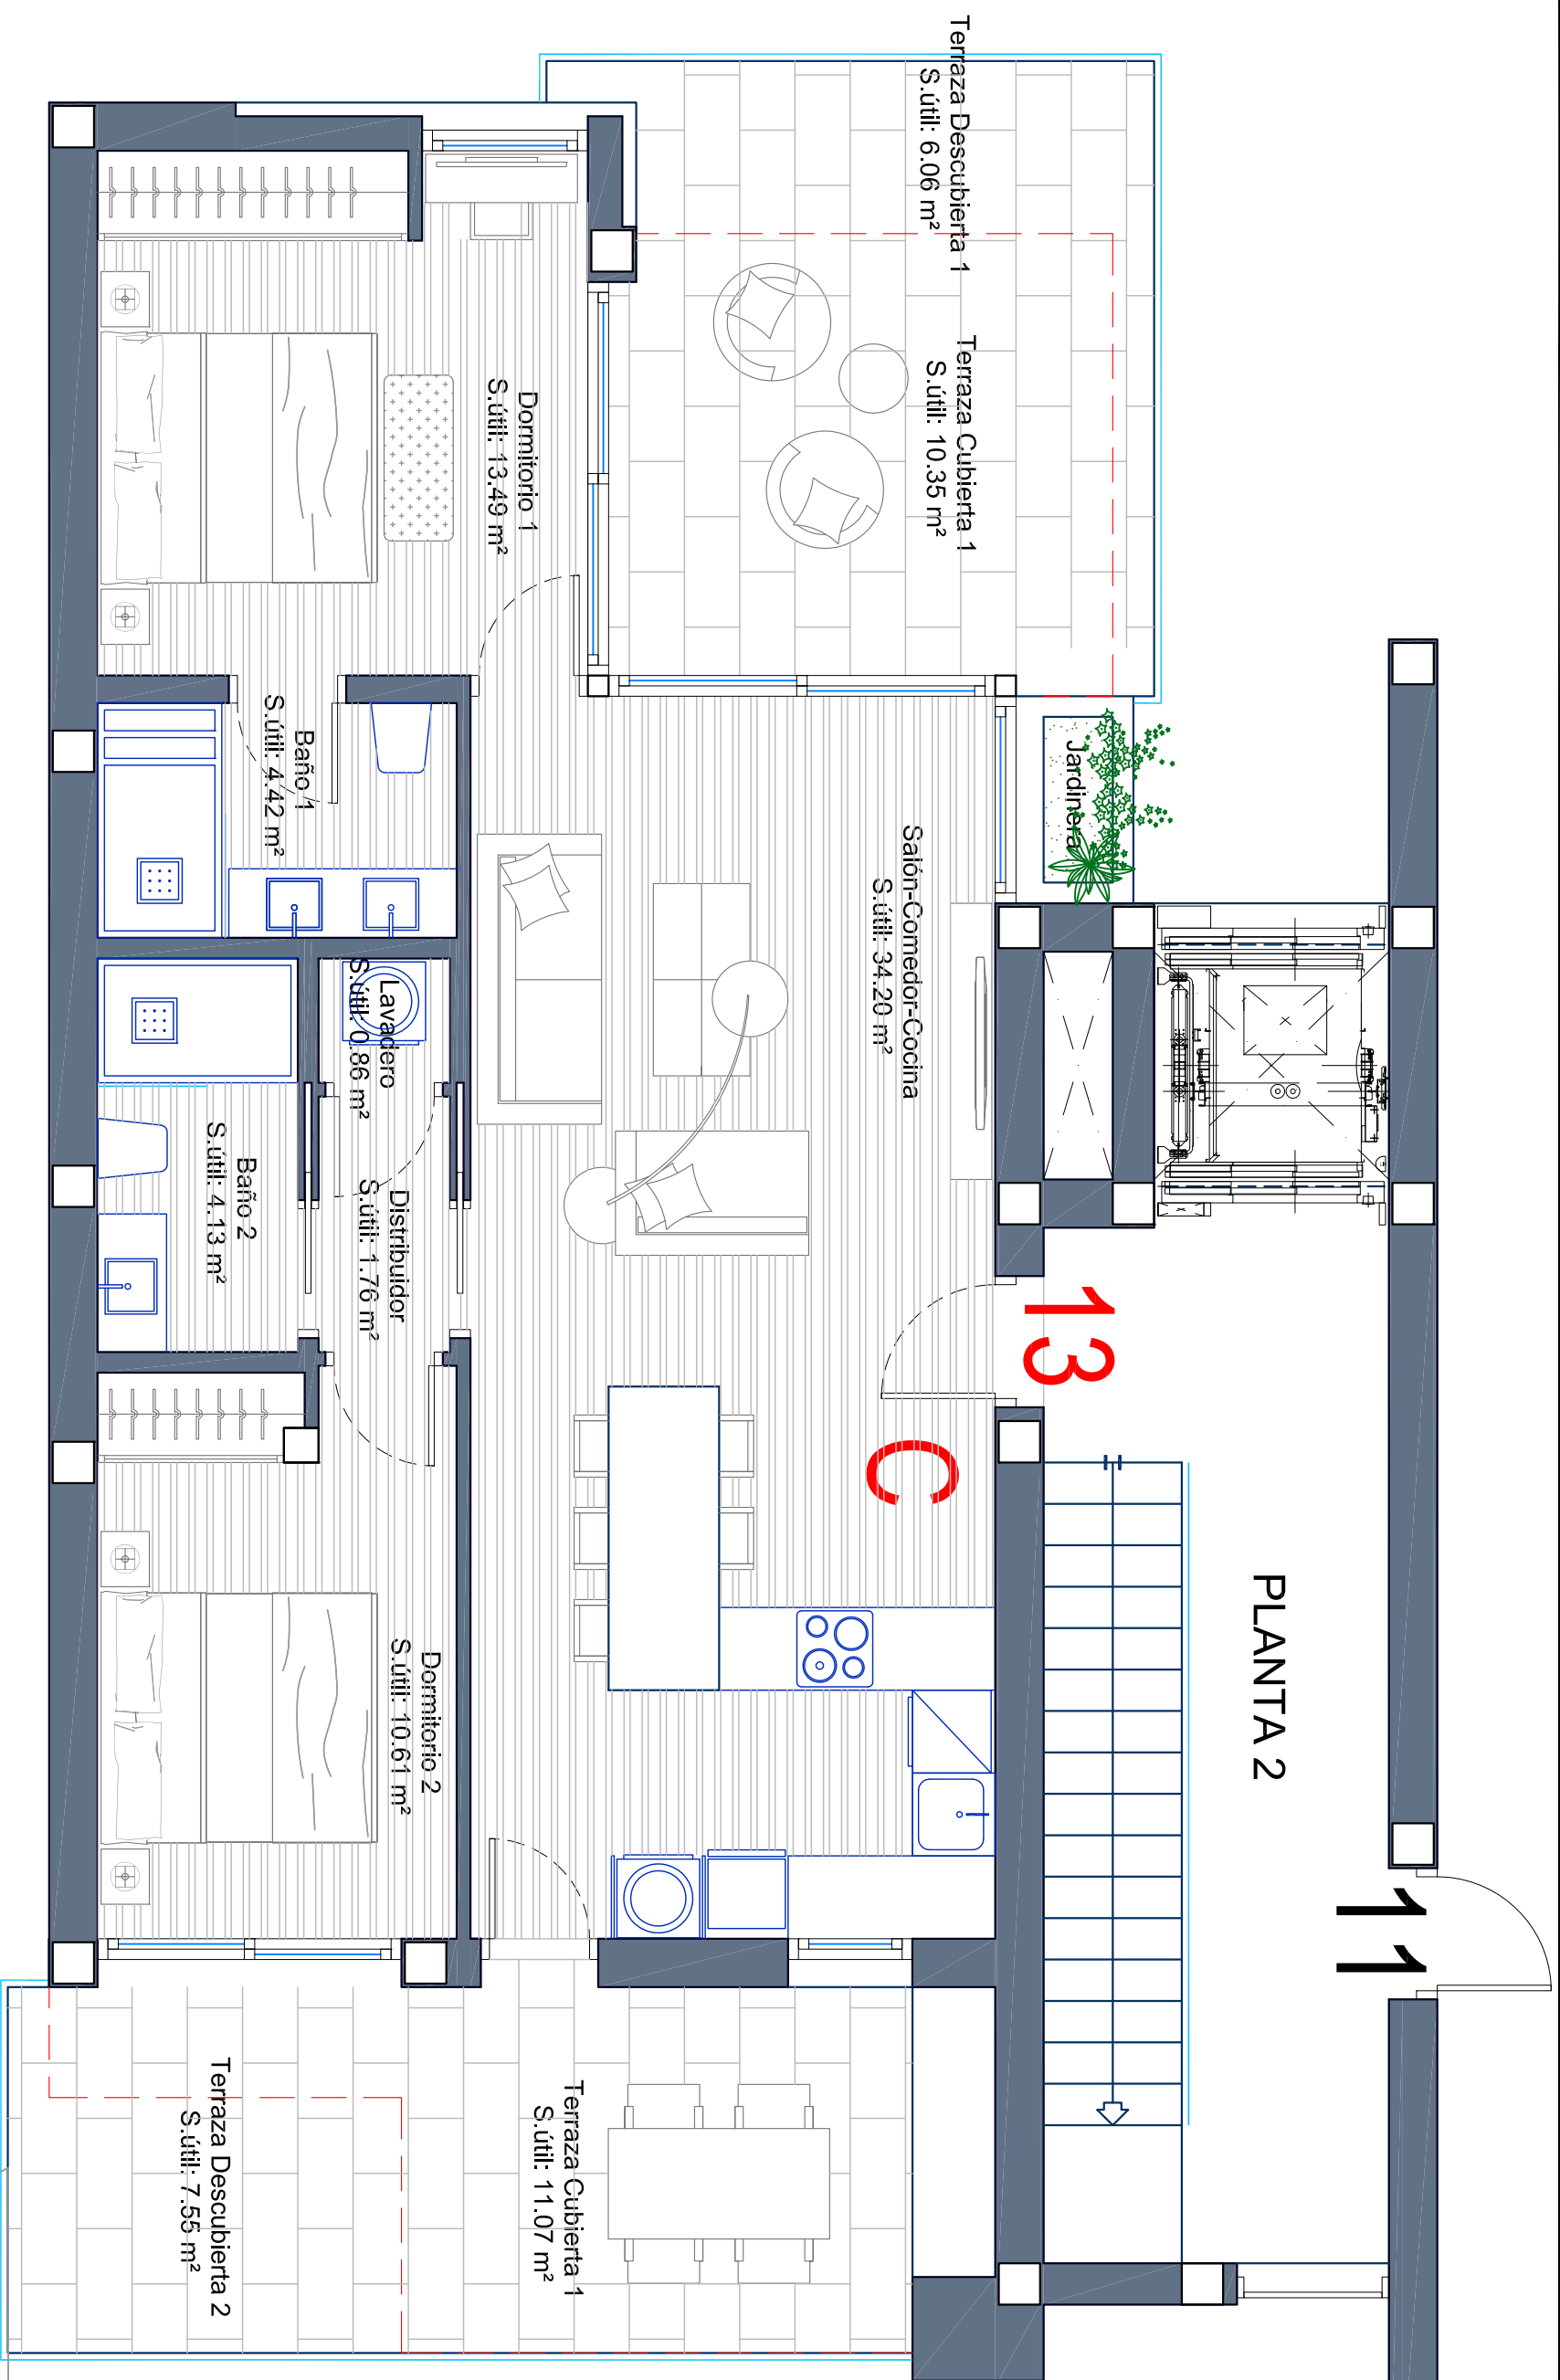 Terraza Descubierta 1
S.útil: 6.06 m²
Terraza Cubierta 1
S.útil: 10.35 m²
Dormitorio 1
S.útil: 13.49 m²
Jardinera
Baño 1
S.útil: 4.42 m²
Salón-Comedor-Cocina
S.útil: 34.20 m²
Lavadero
S.útil: 0.86 m²
Distribuidor
S.útil: 1.76 m²
Baño 2
S.útil: 4.13 m²
13
C
PLANTA 2
Dormitorio 2
S.útil: 10.61 m²
11
Terraza Cubierta 1
S.útil: 11.07 m²
Terraza Descubierta 2
S.útil: 7.55 m²